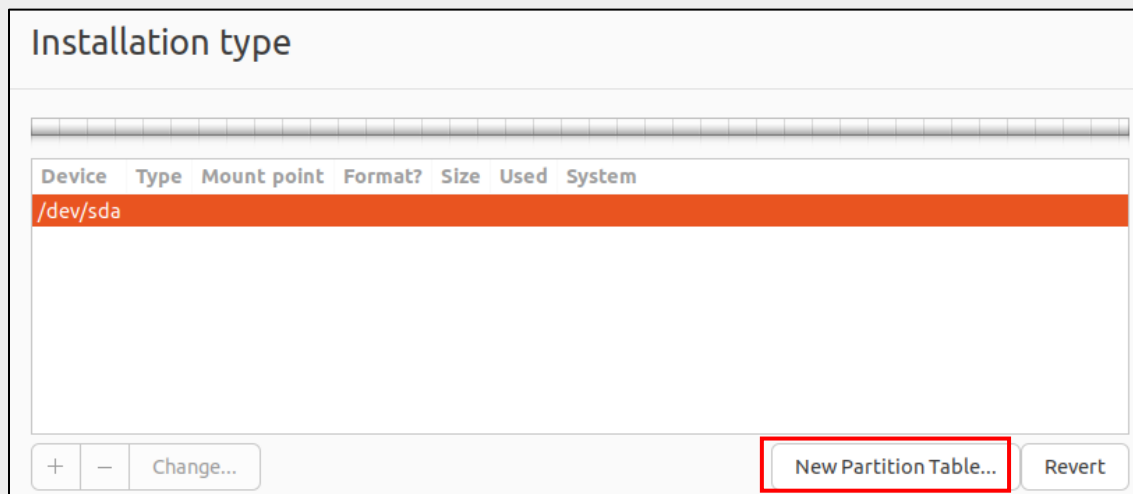 Installation type
Device Type Mount point Format? Size Used System
/dev/sda
+ – Change... New Partition Table... Revert